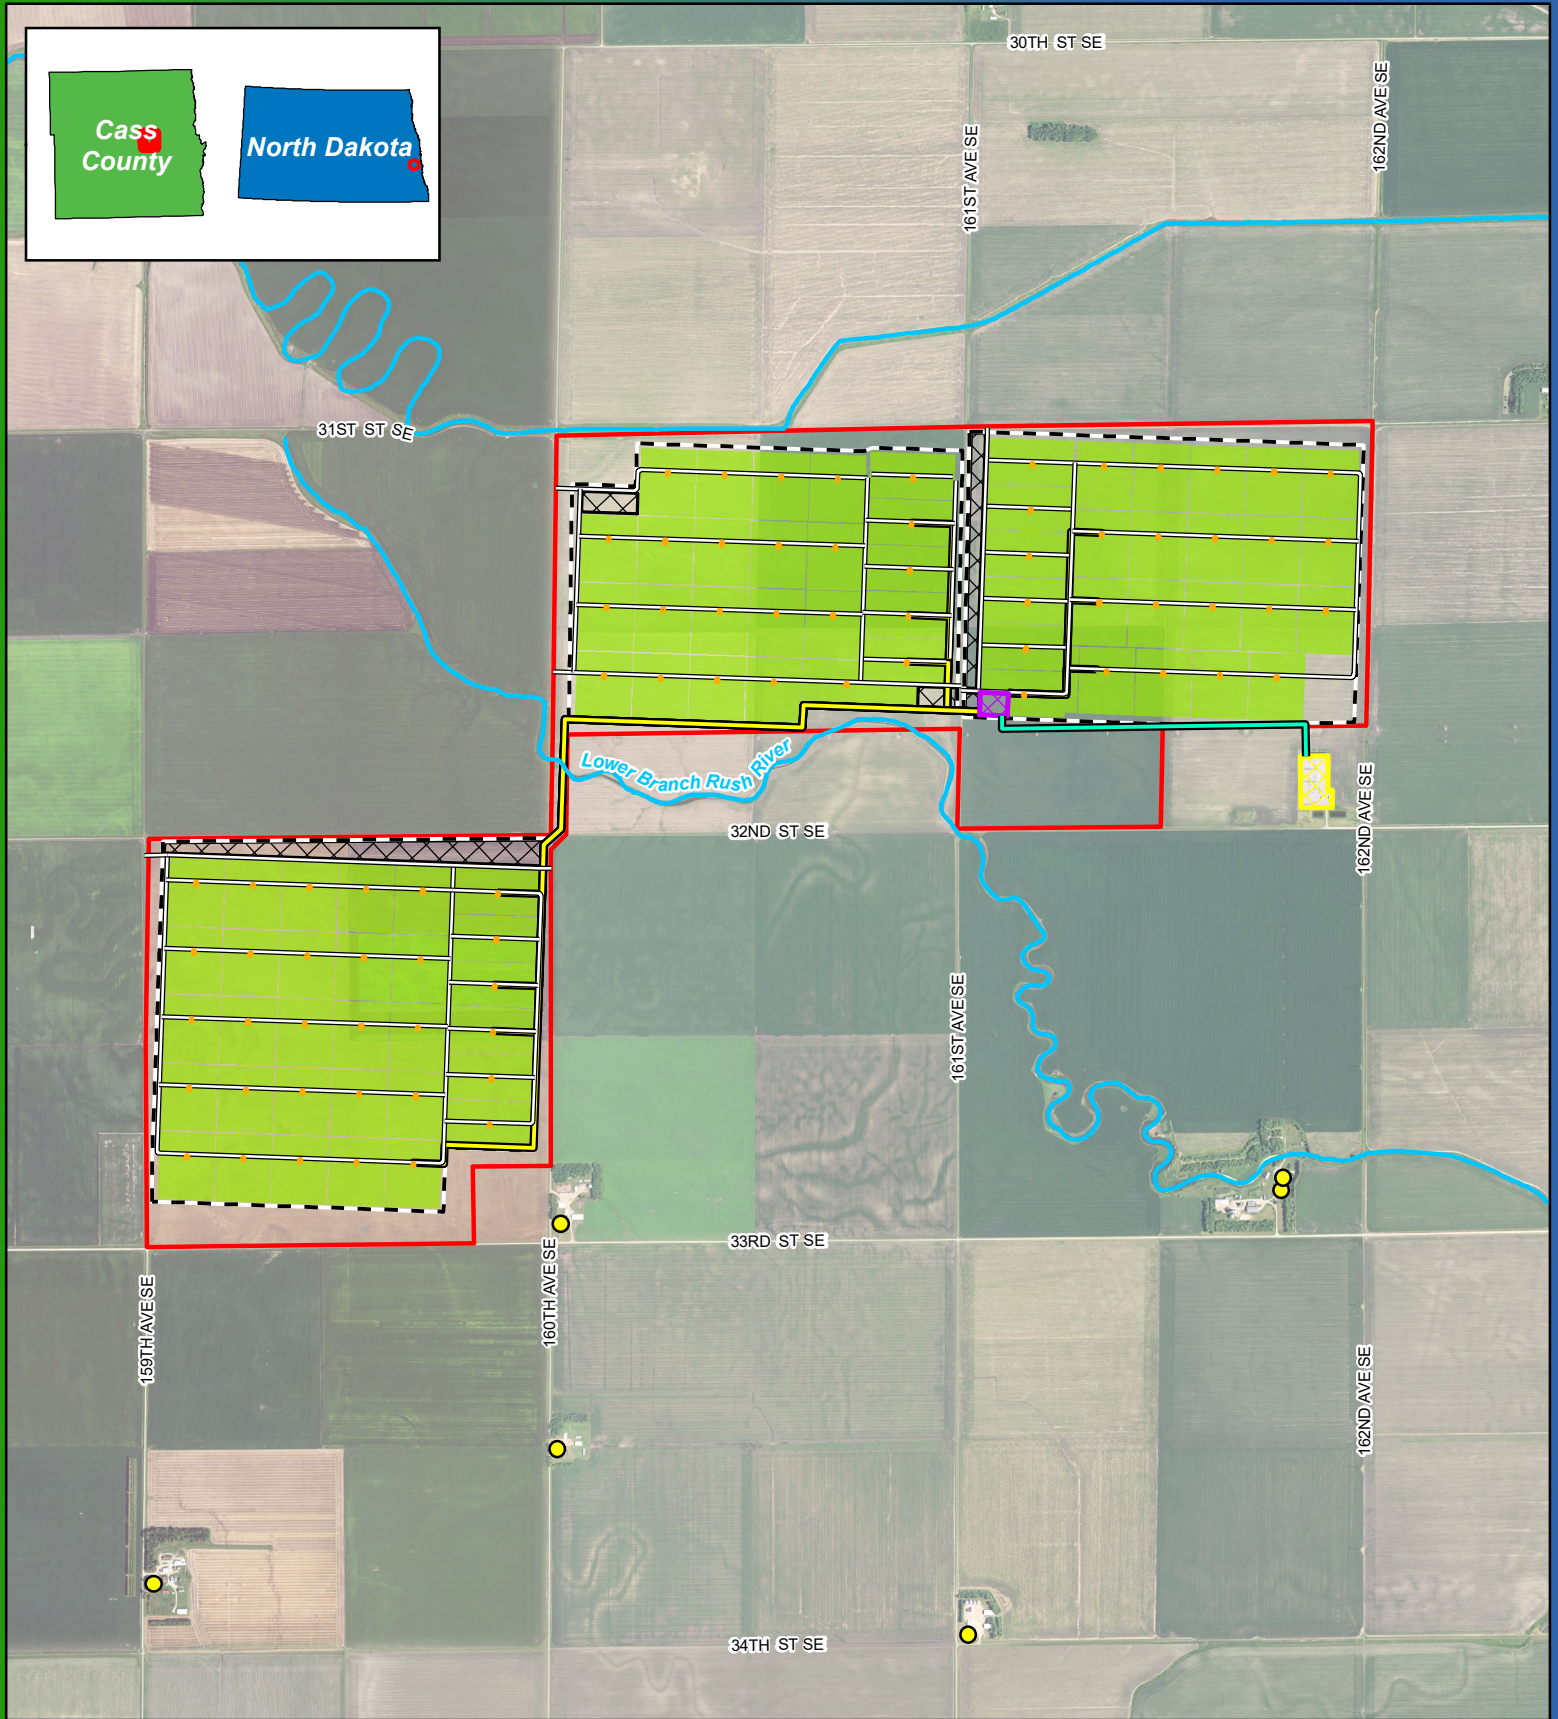 30TH ST SE
162ND AVE SE
161ST AVE SE
Cass
County
North Dakota
31ST ST SE
Lower Branch Rush River
32ND ST SE
162ND AVE SE
161ST AVE SE
33RD ST SE
160TH AVE SE
159TH AVE SE
162ND AVE SE
34TH ST SE